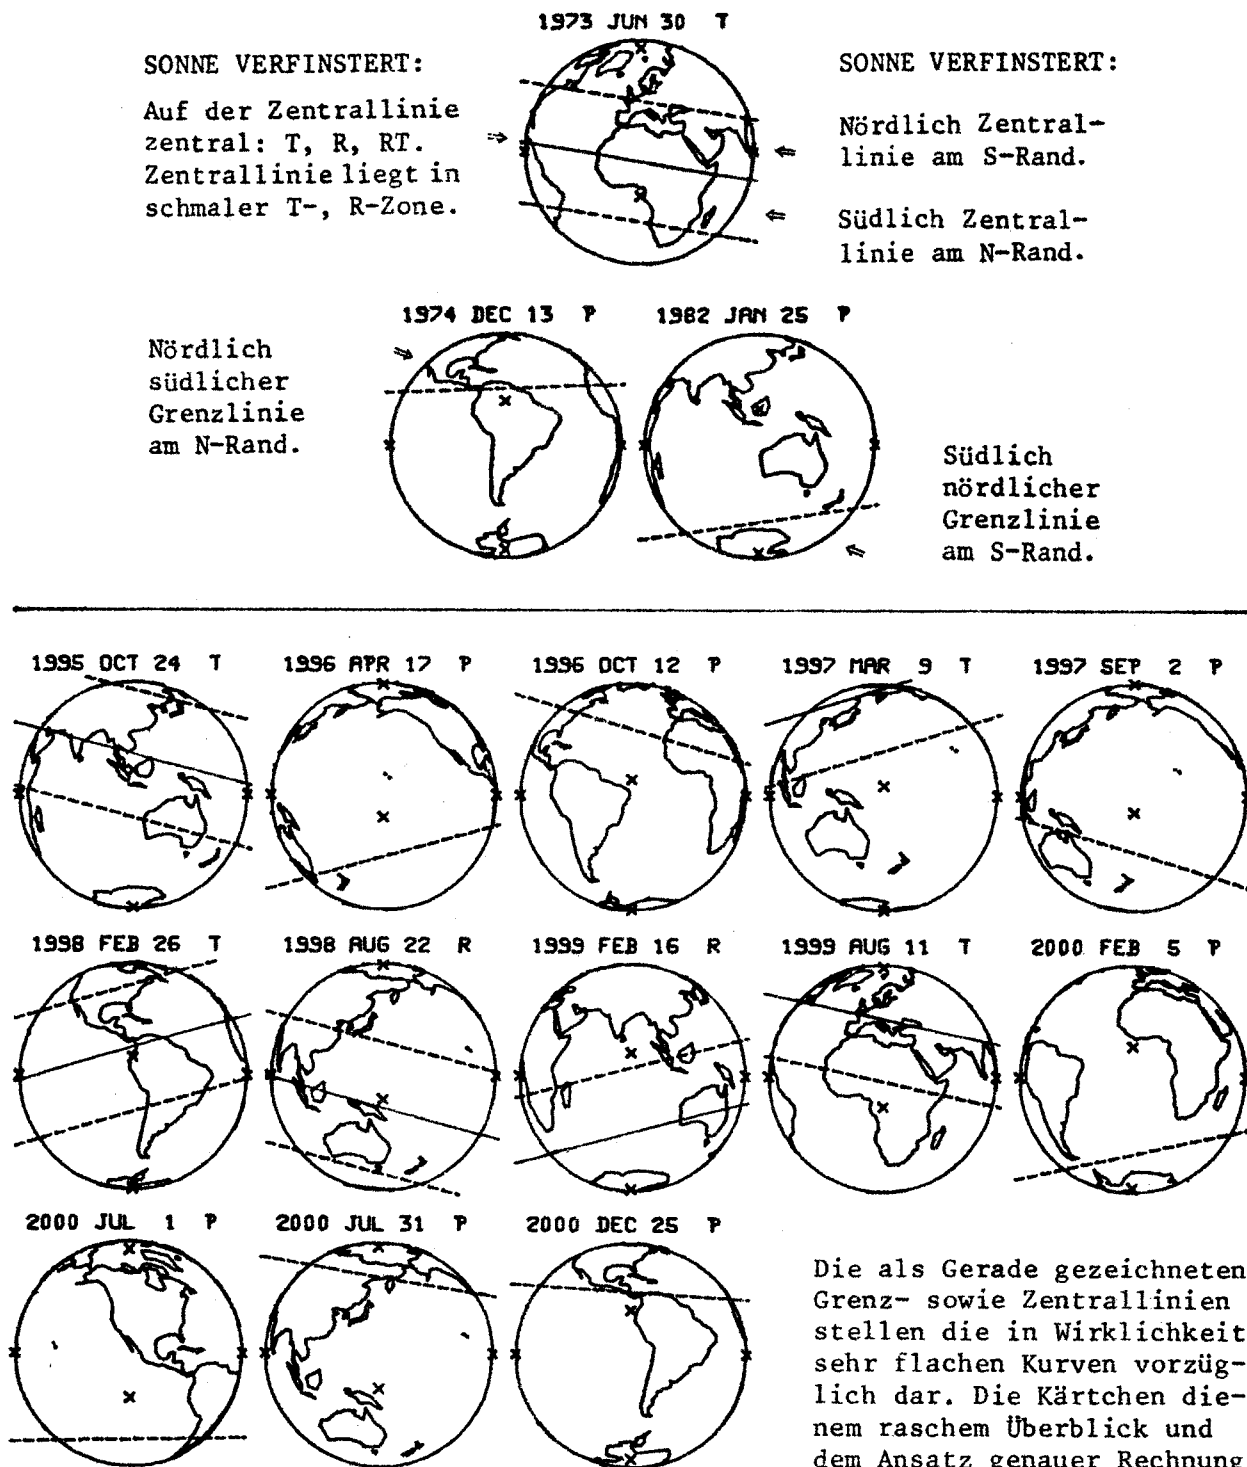 1973 JUN 30 T
SONNE VERFINSTERT:
Auf der Zentrallinie
zentral: T, R, RT.
Zentrallinie liegt in
schmaler T-, R-Zone.
SONNE VERFINSTERT:
Nördlich Zentral-
linie am S-Rand.
Südlich Zentral-
linie am N-Rand.
1974 DEC 13 P
1982 JAN 25 P
Nördlich
südlicher
Grenzlinie
am N-Rand.
Südlich
nördlicher
Grenzlinie
am S-Rand.
1995 OCT 24 T
1996 APR 17 P
1996 OCT 12 P
1997 MAR 9 T
1997 SEP 2 P
1998 FEB 26 T
1998 AUG 22 R
1999 FEB 16 R
1999 AUG 11 T
2000 FEB 5 P
2000 JUL 1 P
2000 JUL 31 P
2000 DEC 25 P
Die als Gerade gezeichneten
Grenz- sowie Zentrallinien
stellen die in Wirklichkeit
sehr flachen Kurven vorzüg-
lich dar. Die Kärtchen die-
nem raschem Überblick und
dem Ansatz genauer Rechnung